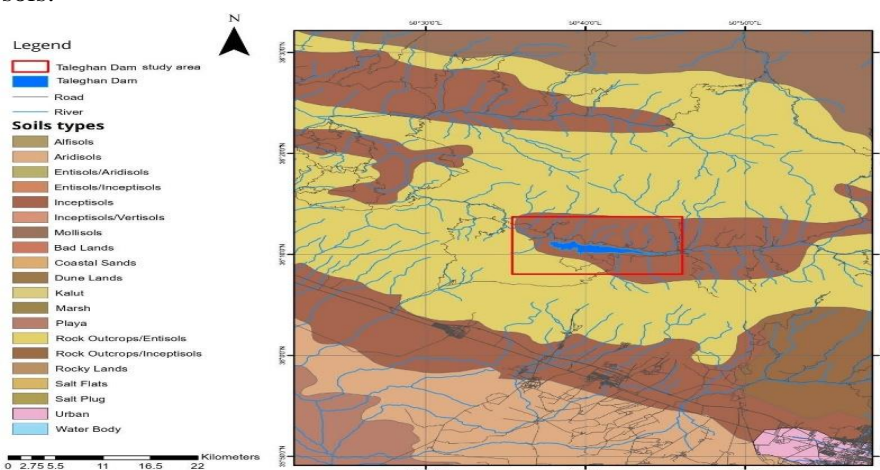 N
50°30'0"E 50°40'0"E 50°50'0"E
Legend
Taleghan Dam study area
Taleghan Dam
Road
River
Soils types
Alfisols
Aridisols
Entisols/Aridisols
Entisols/Inceptisols
Inceptisols
Inceptisols/Vertisols
Mollisols
Bad Lands
Coastal Sands
Dune Lands
Kalut
Marsh
Playa
Rock Outcrops/Entisols
Rock Outcrops/Inceptisols
Rocky Lands
Salt Flats
Salt Plug
Urban
Water Body
Kilometers
0 2.75 5.5 11 16.5 22